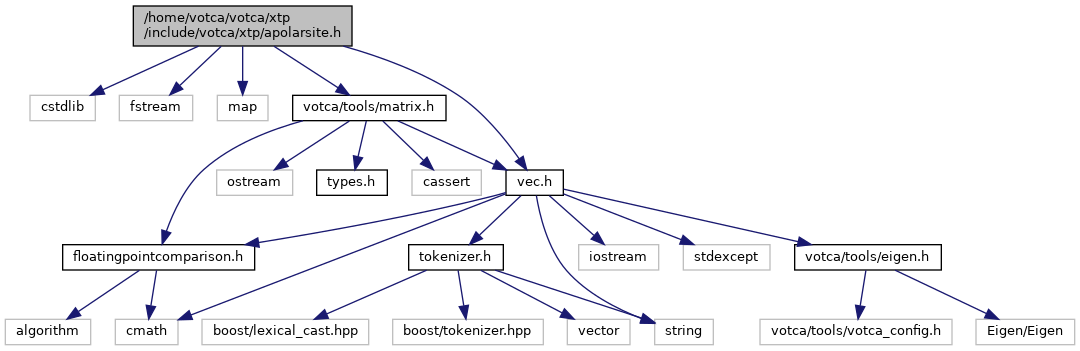 /home/votca/votca/xtp
/include/votca/xtp/apolarsite.h
cstdlib
fstream
map
votca/tools/matrix.h
ostream
types.h
cassert
vec.h
floatingpointcomparison.h
tokenizer.h
iostream
stdexcept
votca/tools/eigen.h
algorithm
cmath
boost/lexical_cast.hpp
boost/tokenizer.hpp
vector
string
votca/tools/votca_config.h
Eigen/Eigen